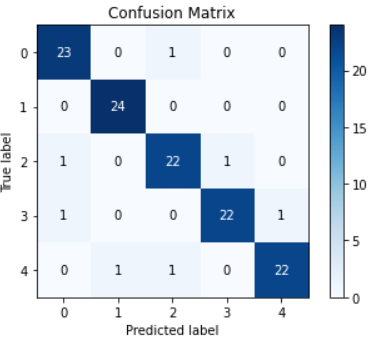 Confusion Matrix
0 23 0 1 0 0
1 0 24 0 0 0
2 1 0 22 1 0
3 1 0 0 22 1
4 0 1 1 0 22
0 1 2 3 4
True label
Predicted label
20
15
10
5
0